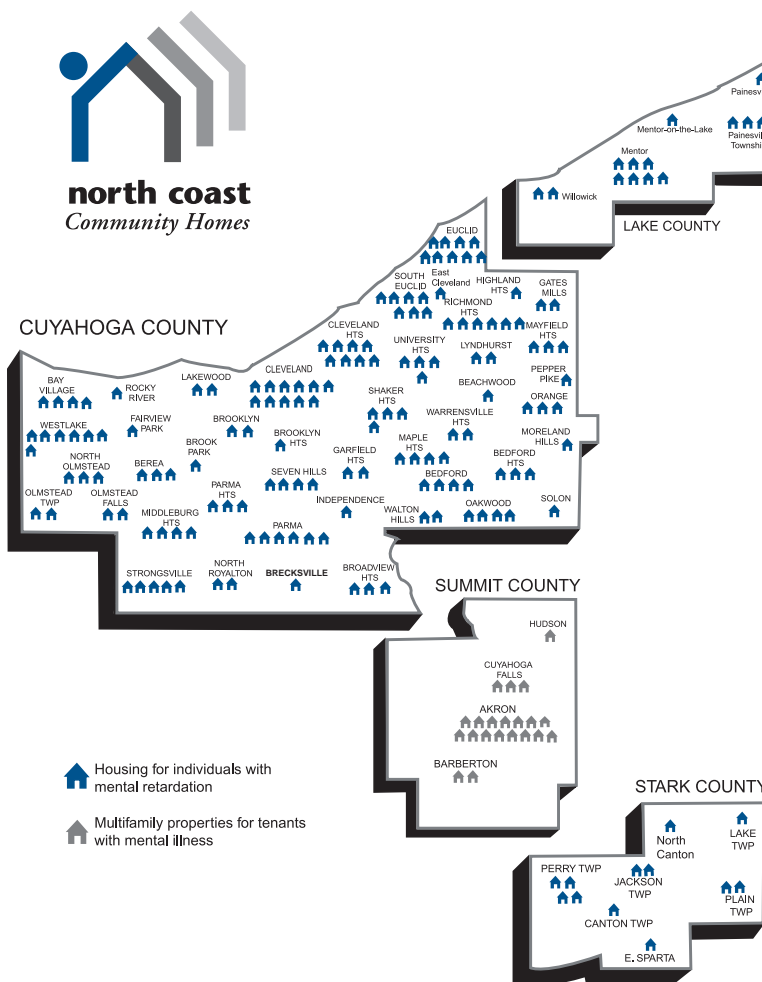 north coast
Community Homes
Painesv
Mentor-on-the-Lake
Painesvil
Townshi
Mentor
Willowick
LAKE COUNTY
CUYAHOGA COUNTY
EUCLID
SOUTH
EUCLID
East
Cleveland
HIGHLAND
HTS
GATES
MILLS
RICHMOND
HTS
CLEVELAND
HTS
UNIVERSITY
HTS
LYNDHURST
MAYFIELD
HTS
BAY
VILLAGE
ROCKY
RIVER
LAKEWOOD
CLEVELAND
BEACHWOOD
PEPPER
PIKE
SHAKER
HTS
ORANGE
WESTLAKE
FAIRVIEW
PARK
BROOKLYN
WARRENSVILLE
HTS
MORELAND
HILLS
BROOK
PARK
BROOKLYN
HTS
MAPLE
HTS
NORTH
OLMSTEAD
BEREA
GARFIELD
HTS
BEDFORD
HTS
SEVEN HILLS
BEDFORD
OLMSTEAD
TWP
OLMSTEAD
FALLS
PARMA
HTS
INDEPENDENCE
WALTON
HILLS
OAKWOOD
SOLON
MIDDLEBURG
HTS
PARMA
STRONGSVILLE
NORTH
ROYALTON
BRECKSVILLE
BROADVIEW
HTS
SUMMIT COUNTY
HUDSON
CUYAHOGA
FALLS
AKRON
BARBERTON
Housing for individuals with
mental retardation
Multifamily properties for tenants
with mental illness
STARK COUNTY
North
Canton
LAKE
TWP
PERRY TWP
JACKSON
TWP
PLAIN
TWP
CANTON TWP
E. SPARTA